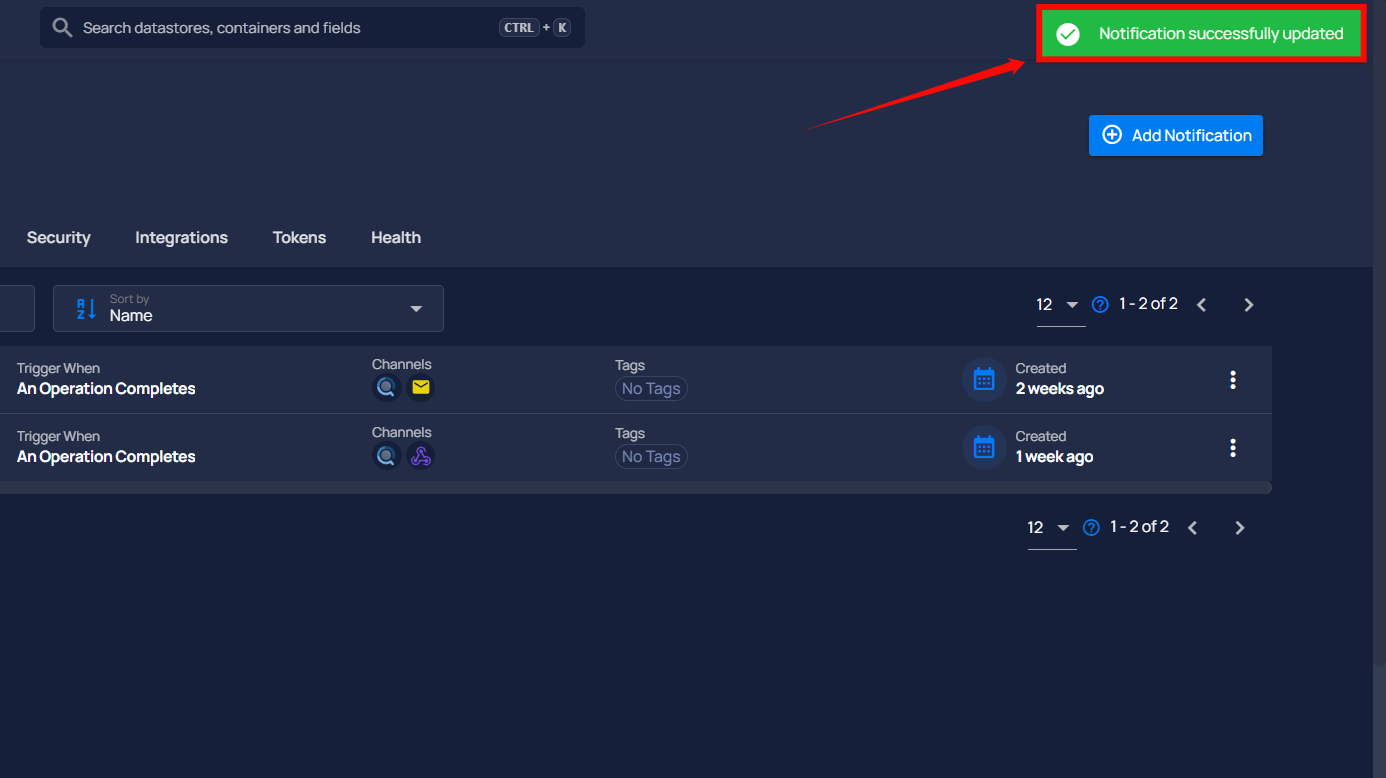 Search datastores, containers and fields CTRL + K
Notification successfully updated
Add Notification
Security Integrations Tokens Health
Sort by
Name
12 1 - 2 of 2
Trigger When Channels Tags Created
An Operation Completes No Tags 2 weeks ago
Trigger When Channels Tags Created
An Operation Completes No Tags 1 week ago
12 1 - 2 of 2